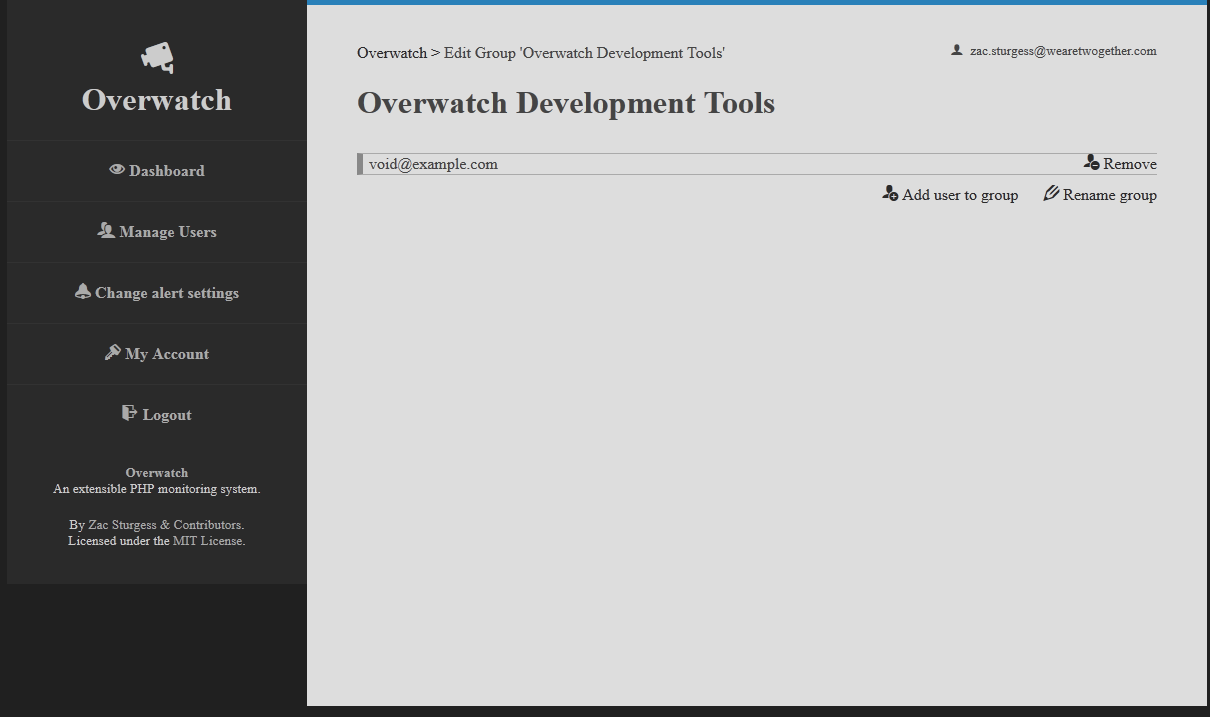 Overwatch
Dashboard
Manage Users
Change alert settings
My Account
Logout
Overwatch
An extensible PHP monitoring system.
By Zac Sturgess & Contributors.
Licensed under the MIT License.
Overwatch > Edit Group 'Overwatch Development Tools'
zac.sturgess@wearetwogether.com
Overwatch Development Tools
void@example.com
Remove
Add user to group
Rename group